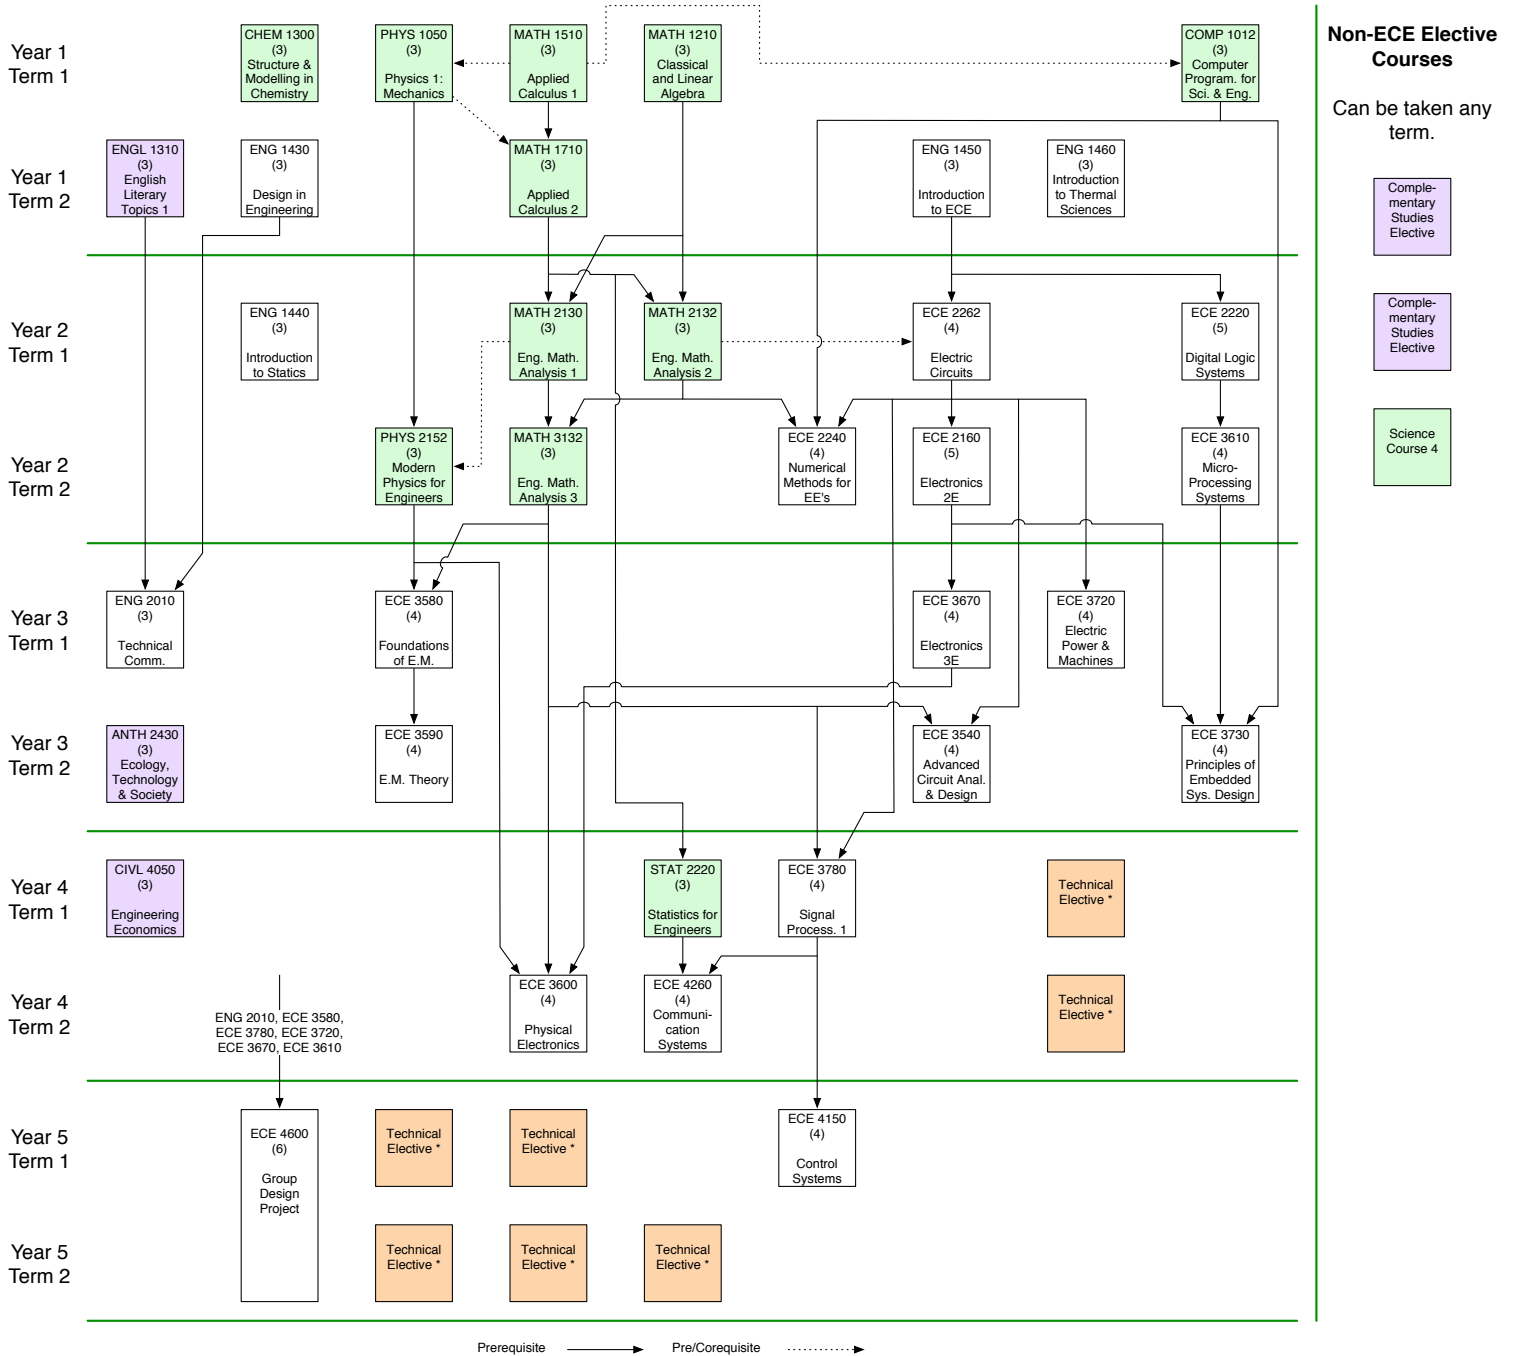 Year 1
Term 1
CHEM 1300
(3)
Structure &
Modelling in
Chemistry
PHYS 1050
(3)
Physics 1:
Mechanics
MATH 1510
(3)
Applied
Calculus 1
MATH 1210
(3)
Classical
and Linear
Algebra
COMP 1012
(3)
Computer
Program. for
Sci. & Eng.
Non-ECE Elective
Courses
Can be taken any
term.
Year 1
Term 2
ENGL 1310
(3)
English
Literary
Topics 1
ENG 1430
(3)
Design in
Engineering
MATH 1710
(3)
Applied
Calculus 2
ENG 1450
(3)
Introduction
to ECE
ENG 1460
(3)
Introduction
to Thermal
Sciences
Comple-
mentary
Studies
Elective
Year 2
Term 1
ENG 1440
(3)
Introduction
to Statics
MATH 2130
(3)
Eng. Math.
Analysis 1
MATH 2132
(3)
Eng. Math.
Analysis 2
ECE 2262
(4)
Electric
Circuits
ECE 2220
(5)
Digital Logic
Systems
Comple-
mentary
Studies
Elective
Year 2
Term 2
PHYS 2152
(3)
Modern
Physics for
Engineers
MATH 3132
(3)
Eng. Math.
Analysis 3
ECE 2240
(4)
Numerical
Methods for
EE's
ECE 2160
(5)
Electronics
2E
ECE 3610
(4)
Micro-
Processing
Systems
Science
Course 4
Year 3
Term 1
ENG 2010
(3)
Technical
Comm.
ECE 3580
(4)
Foundations
of E.M.
ECE 3670
(4)
Electronics
3E
ECE 3720
(4)
Electric
Power &
Machines
Year 3
Term 2
ANTH 2430
(3)
Ecology,
Technology
& Society
ECE 3590
(4)
E.M. Theory
ECE 3540
(4)
Advanced
Circuit Anal.
& Design
ECE 3730
(4)
Principles of
Embedded
Sys. Design
Year 4
Term 1
CIVL 4050
(3)
Engineering
Economics
STAT 2220
(3)
Statistics for
Engineers
ECE 3780
(4)
Signal
Process. 1
Technical
Elective *
Year 4
Term 2
ENG 2010, ECE 3580,
ECE 3780, ECE 3720,
ECE 3670, ECE 3610
ECE 3600
(4)
Physical
Electronics
ECE 4260
(4)
Communi-
cation
Systems
Technical
Elective *
Year 5
Term 1
ECE 4600
(6)
Group
Design
Project
Technical
Elective *
Technical
Elective *
ECE 4150
(4)
Control
Systems
Year 5
Term 2
Technical
Elective *
Technical
Elective *
Technical
Elective *
Prerequisite
Pre/Corequisite